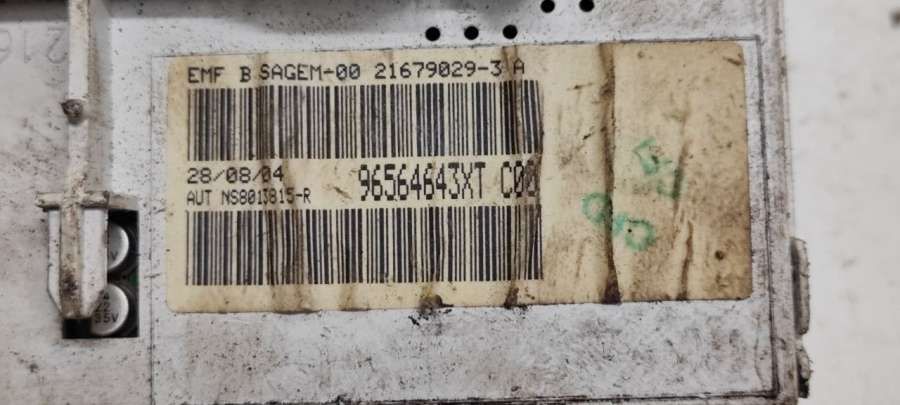 EMF B SAGEM-00 21679029-3 A
28/08/04
AUT NS8013815-R
96564643XT C00